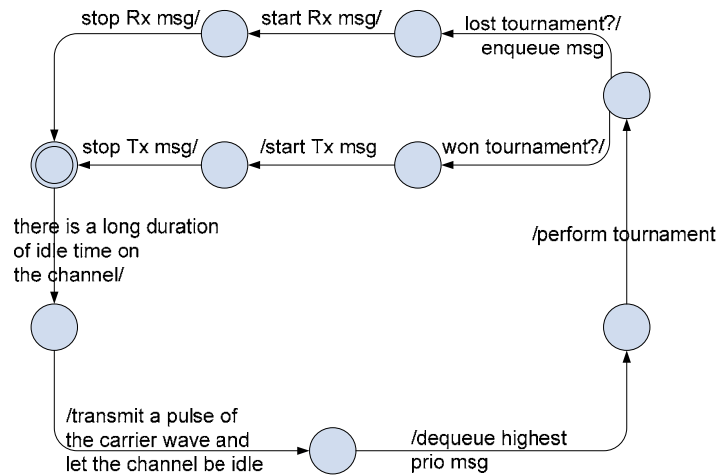 stop Rx msg/
start Rx msg/
lost tournament?/
enqueue msg
stop Tx msg/
/start Tx msg
won tournament?/
there is a long duration
of idle time on
the channel/
/perform tournament
/transmit a pulse of
the carrier wave and
let the channel be idle
/dequeue highest
prio msg